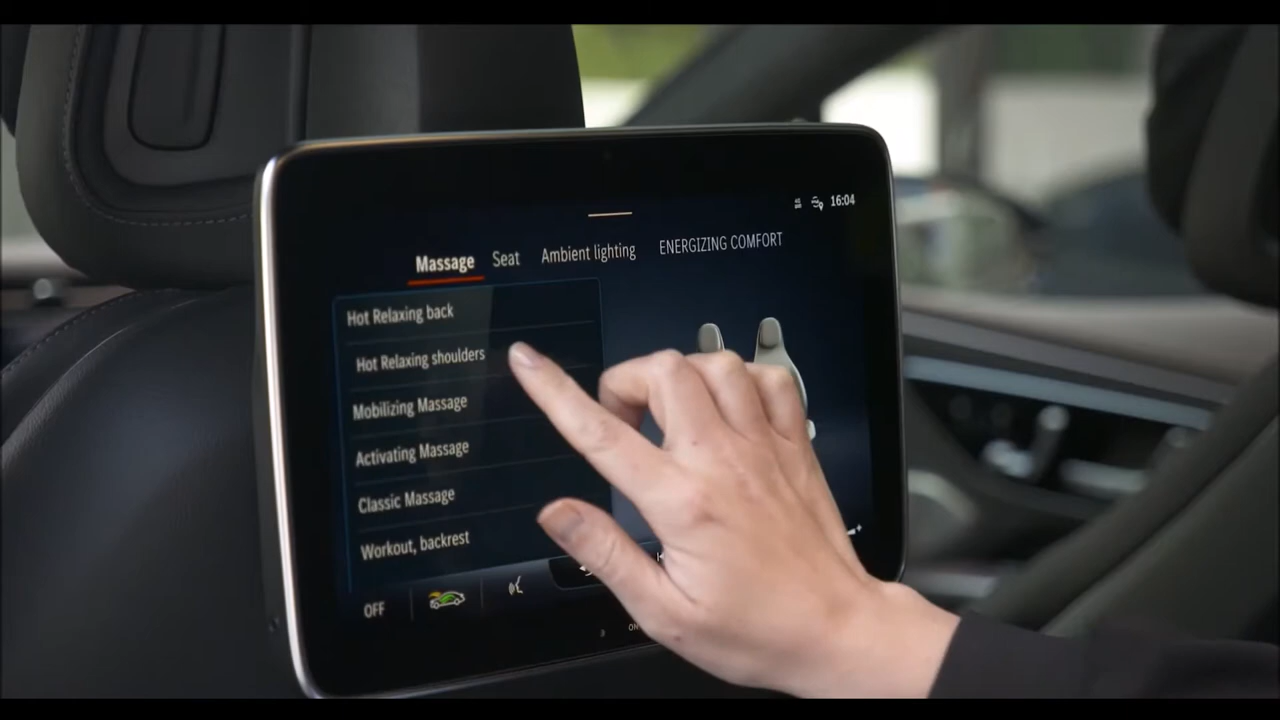 16:04
Massage Seat Ambient lighting ENERGIZING COMFORT
Hot Relaxing back
Hot Relaxing shoulders
Mobilizing Massage
Activating Massage
Classic Massage
Workout, backrest
OFF